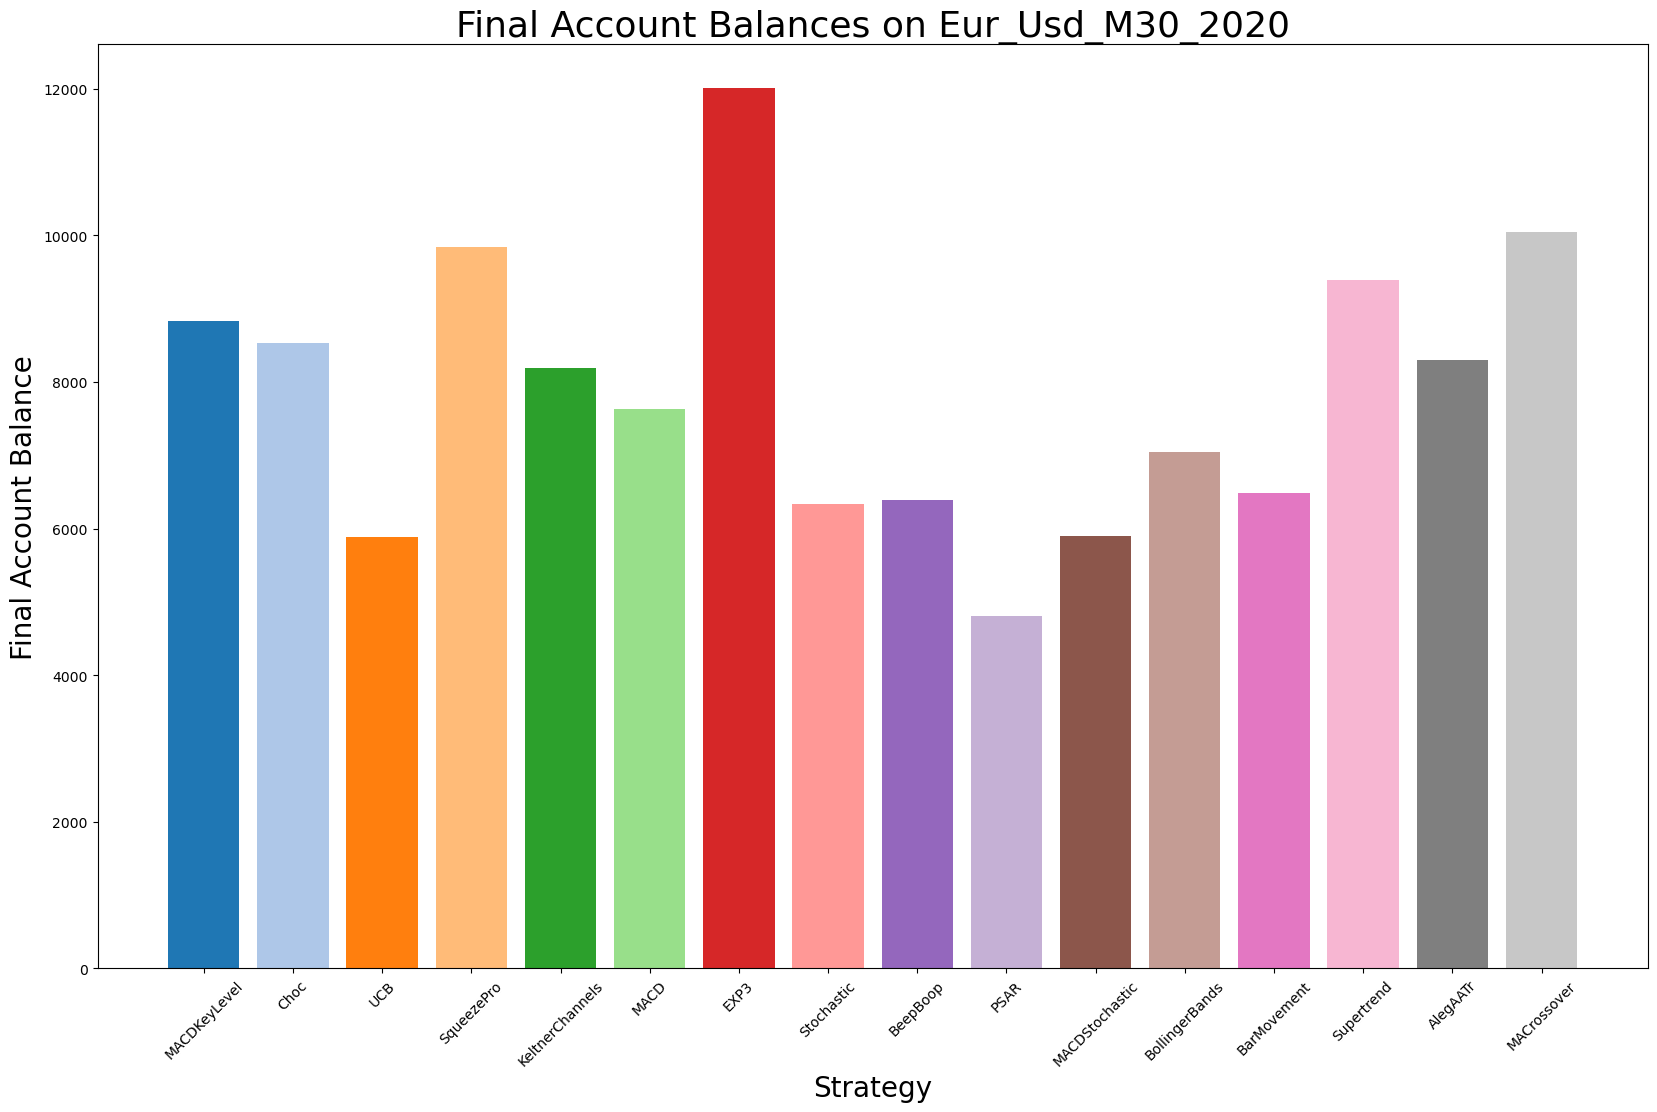 Final Account Balances on Eur_Usd_M30_2020
Final Account Balance
12000
10000
8000
6000
4000
2000
0
MACDKeyLevel
Choc
UCB
SqueezePro
KeltnerChannels
MACD
EXP3
Stochastic
BeepBoop
PSAR
MACDStochastic
BollingerBands
BarMovement
Supertrend
AlegAATr
MACrossover
Strategy